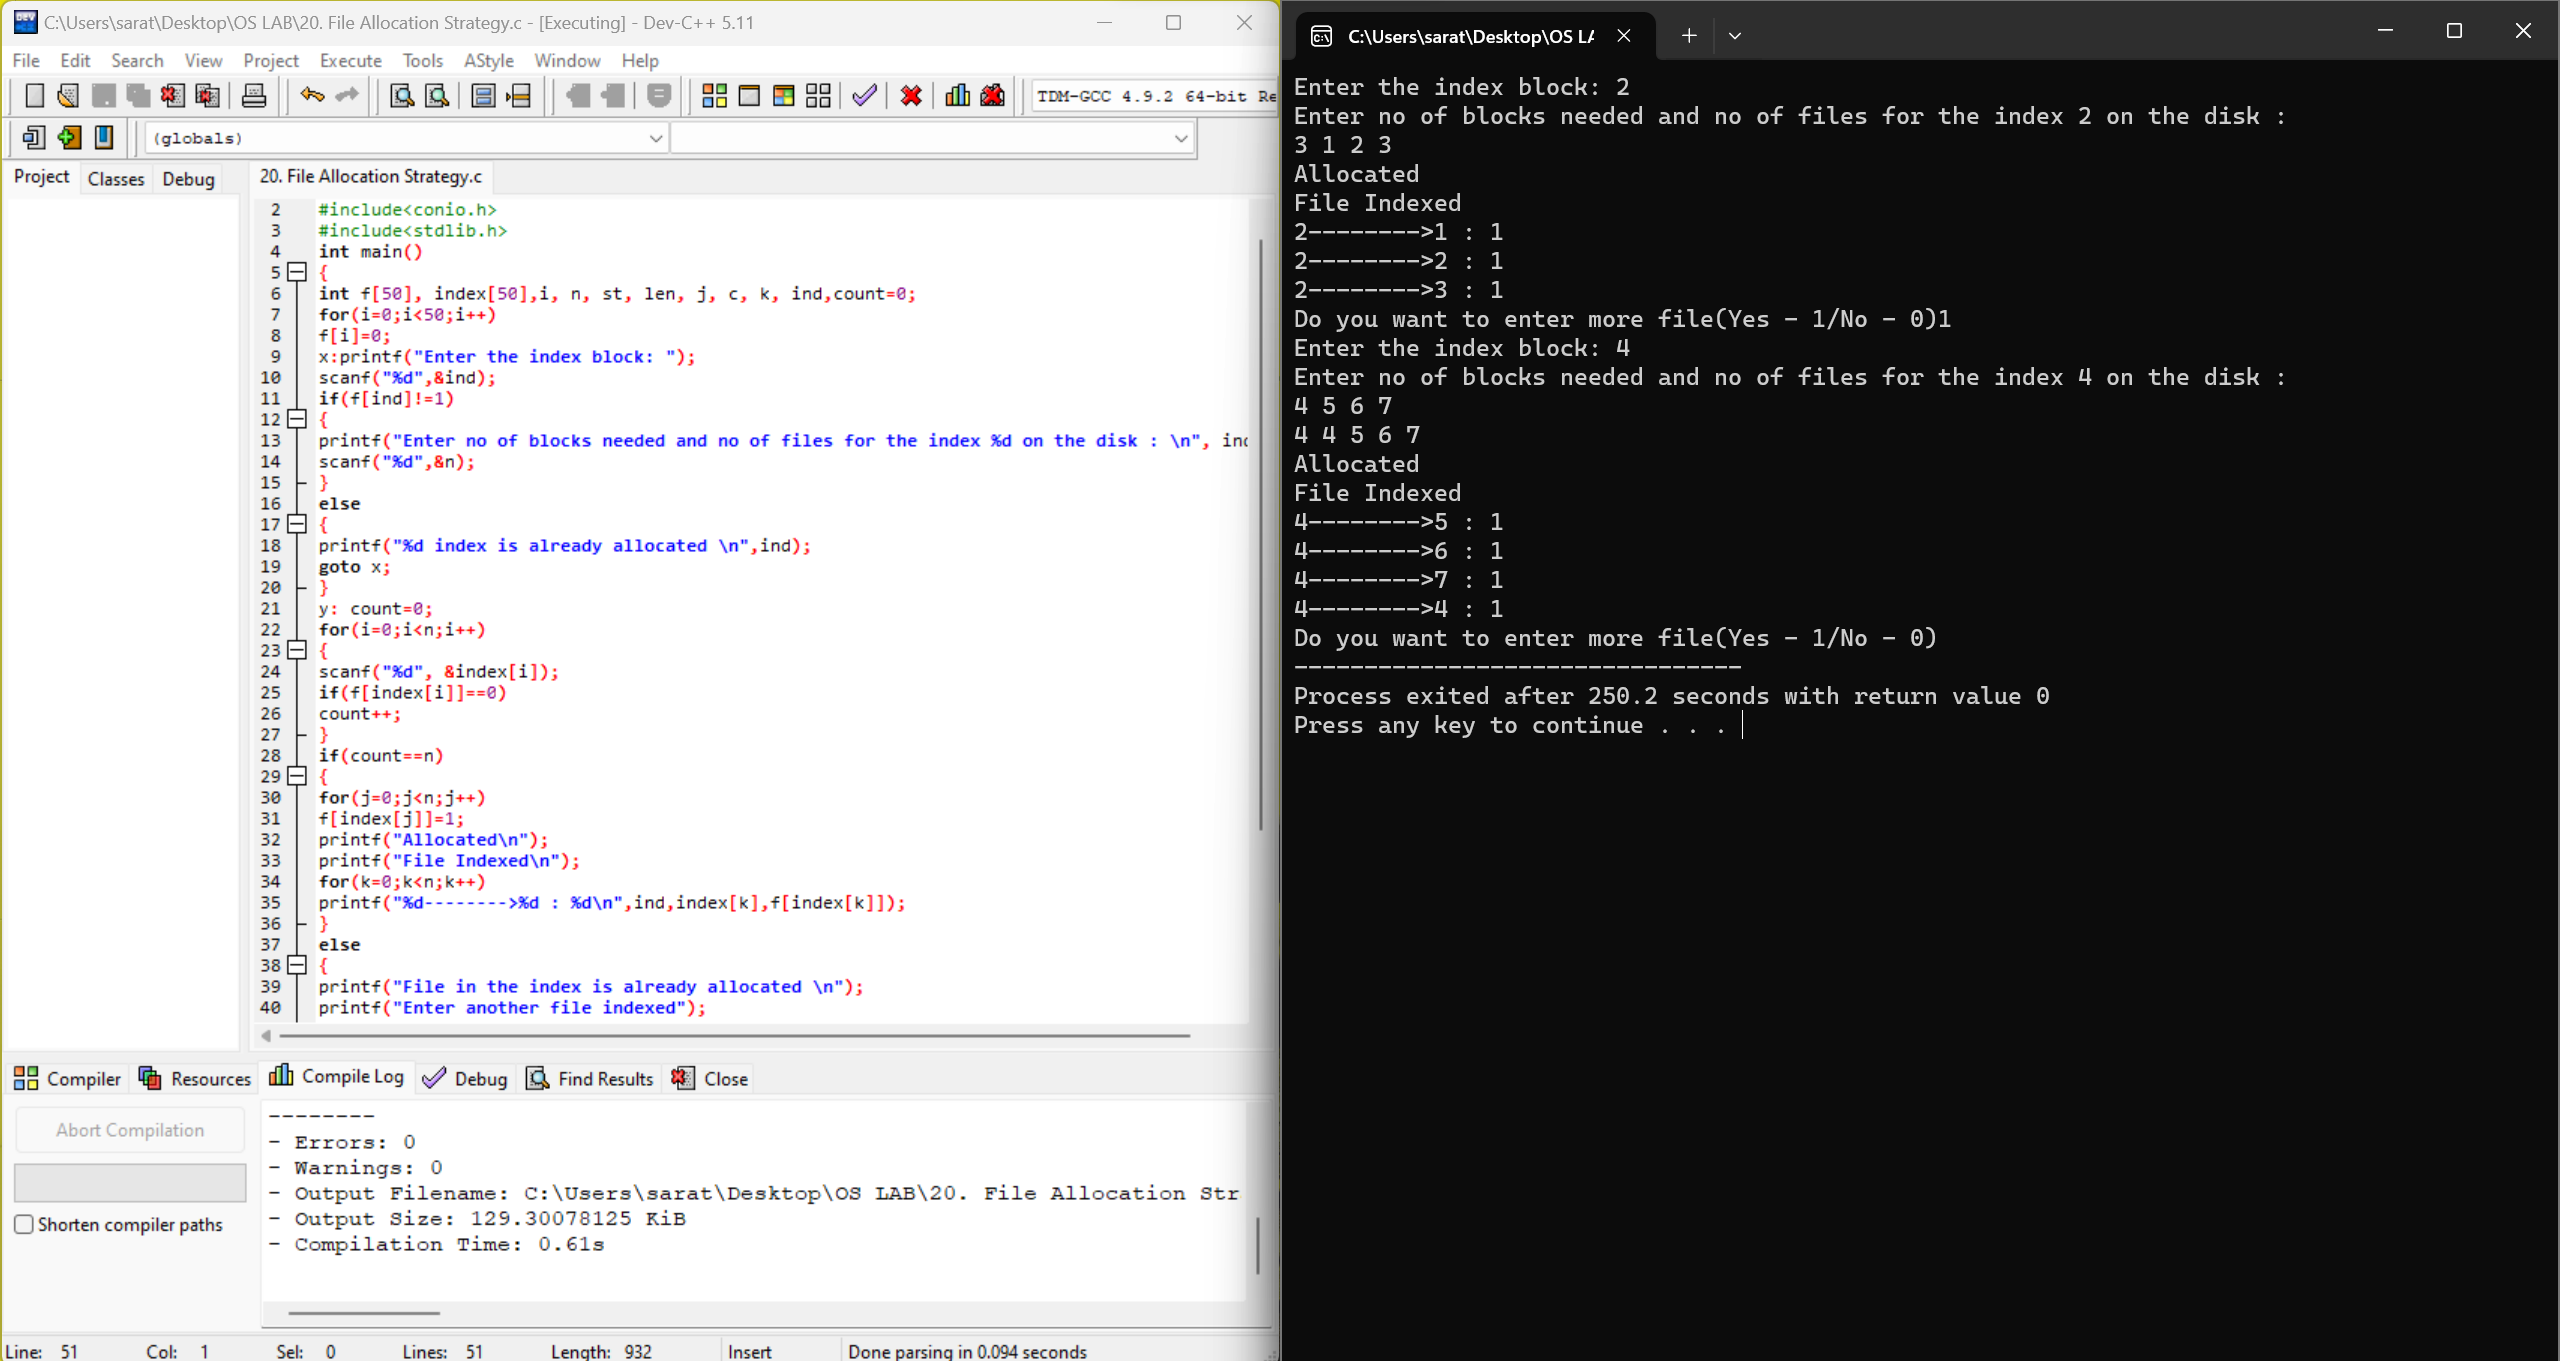 C:\Users\sarat\Desktop\OS LAB\20. File Allocation Strategy.c - [Executing] - Dev-C++ 5.11
File Edit Search View Project Execute Tools AStyle Window Help
TDM-GCC 4.9.2 64-bit Re
(globals)
Project Classes Debug
20. File Allocation Strategy.c
2 #include<conio.h>
3 #include<stdlib.h>
4 int main()
5 {
6 int f[50], index[50],i, n, st, len, j, c, k, ind,count=0;
7 for(i=0;i<50;i++)
8 f[i]=0;
9 x:printf("Enter the index block: ");
10 scanf("%d",&ind);
11 if(f[ind]!=1)
12 {
13 printf("Enter no of blocks needed and no of files for the index %d on the disk : \n", ind
14 scanf("%d",&n);
15 }
16 else
17 {
18 printf("%d index is already allocated \n",ind);
19 goto x;
20 }
21 y: count=0;
22 for(i=0;i<n;i++)
23 {
24 scanf("%d", &index[i]);
25 if(f[index[i]]==0)
26 count++;
27 }
28 if(count==n)
29 {
30 for(j=0;j<n;j++)
31 f[index[j]]=1;
32 printf("Allocated\n");
33 printf("File Indexed\n");
34 for(k=0;k<n;k++)
35 printf("%d-------->%d : %d\n",ind,index[k],f[index[k]]);
36 }
37 else
38 {
39 printf("File in the index is already allocated \n");
40 printf("Enter another file indexed");
Compiler Resources Compile Log Debug Find Results Close
Abort Compilation
Shorten compiler paths
--------
- Errors: 0
- Warnings: 0
- Output Filename: C:\Users\sarat\Desktop\OS LAB\20. File Allocation Str
- Output Size: 129.30078125 KiB
- Compilation Time: 0.61s
Line: 51 Col: 1 Sel: 0 Lines: 51 Length: 932 Insert Done parsing in 0.094 seconds
C:\Users\sarat\Desktop\OS LA
Enter the index block: 2
Enter no of blocks needed and no of files for the index 2 on the disk :
3 1 2 3
Allocated
File Indexed
2-------->1 : 1
2-------->2 : 1
2-------->3 : 1
Do you want to enter more file(Yes - 1/No - 0)1
Enter the index block: 4
Enter no of blocks needed and no of files for the index 4 on the disk :
4 5 6 7
4 4 5 6 7
Allocated
File Indexed
4-------->5 : 1
4-------->6 : 1
4-------->7 : 1
4-------->4 : 1
Do you want to enter more file(Yes - 1/No - 0)
--------------------------------
Process exited after 250.2 seconds with return value 0
Press any key to continue . . .